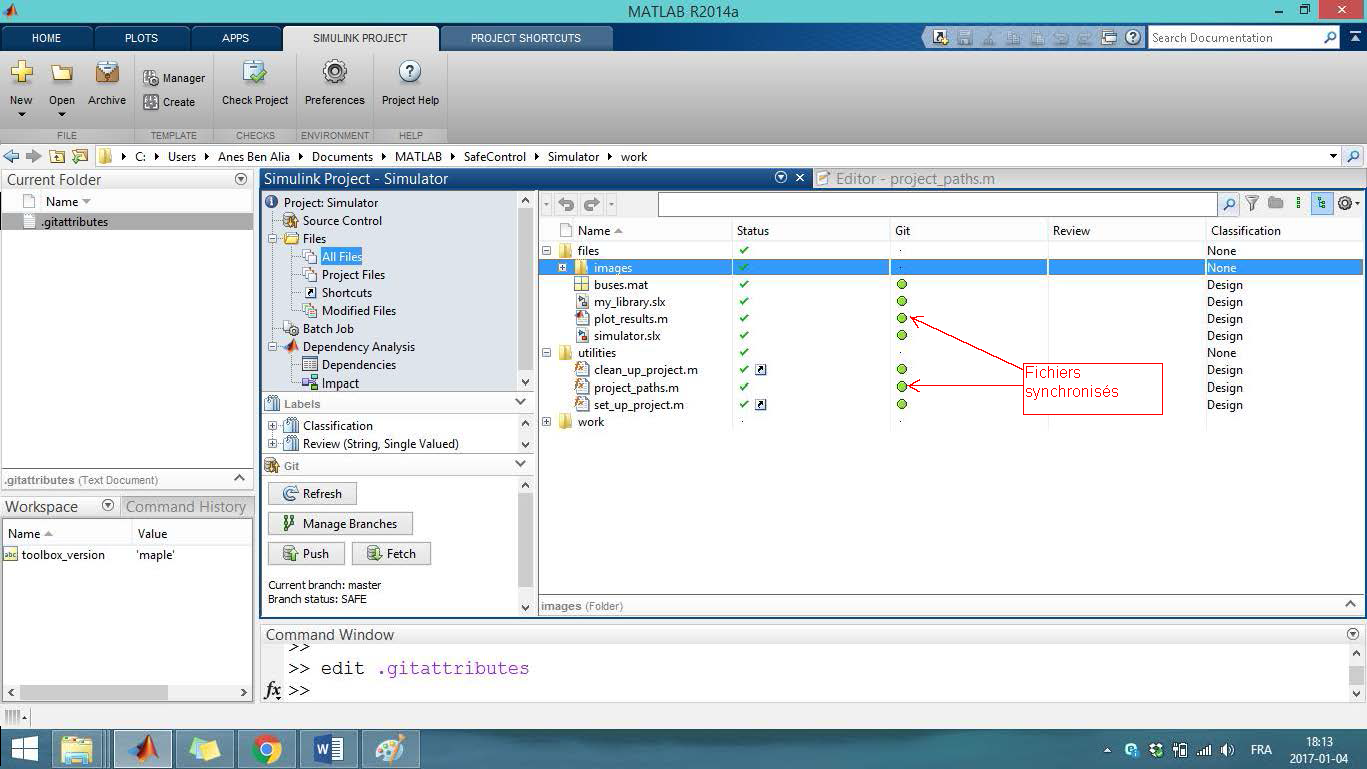 MATLAB R2014a
HOME PLOTS APPS SIMULINK PROJECT PROJECT SHORTCUTS
Search Documentation
New Open Archive
Manager
Create
Check Project Preferences Project Help
FILE TEMPLATE CHECKS ENVIRONMENT HELP
C: Users Anes Ben Alia Documents MATLAB SafeControl Simulator work
Current Folder
Name
.gitattributes
.gitattributes (Text Document)
Workspace Command History
Name Value
toolbox_version 'maple'
Simulink Project - Simulator
Editor - project_paths.m
Project: Simulator
Source Control
Files
All Files
Project Files
Shortcuts
Modified Files
Batch Job
Dependency Analysis
Dependencies
Impact
Labels
Classification
Review (String, Single Valued)
Git
Refresh
Manage Branches
Push Fetch
Current branch: master
Branch status: SAFE
Name Status Git Review Classification
files None
images None
buses.mat Design
my_library.slx Design
plot_results.m Design
simulator.slx Design
utilities None
clean_up_project.m Design
project_paths.m Design
set_up_project.m Design
work
Fichiers
synchronisés
images (Folder)
Command Window
>>
>> edit .gitattributes
fx >>
FRA
18:13
2017-01-04